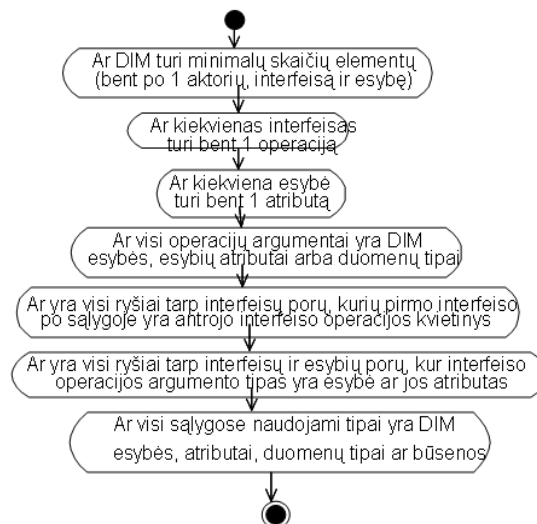 Ar DIM turi minimalų skaičių elementų
(bent po 1 aktorių, interfeisą ir esybę)
Ar kiekvienas interfeisas
turi bent 1 operaciją
Ar kiekviena esybė
turi bent 1 atributą
Ar visi operacijų argumentai yra DIM
esybės, esybių atributai arba duomenų tipai
Ar yra visi ryšiai tarp interfeisų porų, kurių pirmo interfeiso
po sąlygoje yra antrojo interfeiso operacijos kvietinys
Ar yra visi ryšiai tarp interfeisų ir esybių porų, kur interfeiso
operacijos argumento tipas yra esybė ar jos atributas
Ar visi sąlygose naudojami tipai yra DIM
esybės, atributai, duomenų tipai ar būsenos